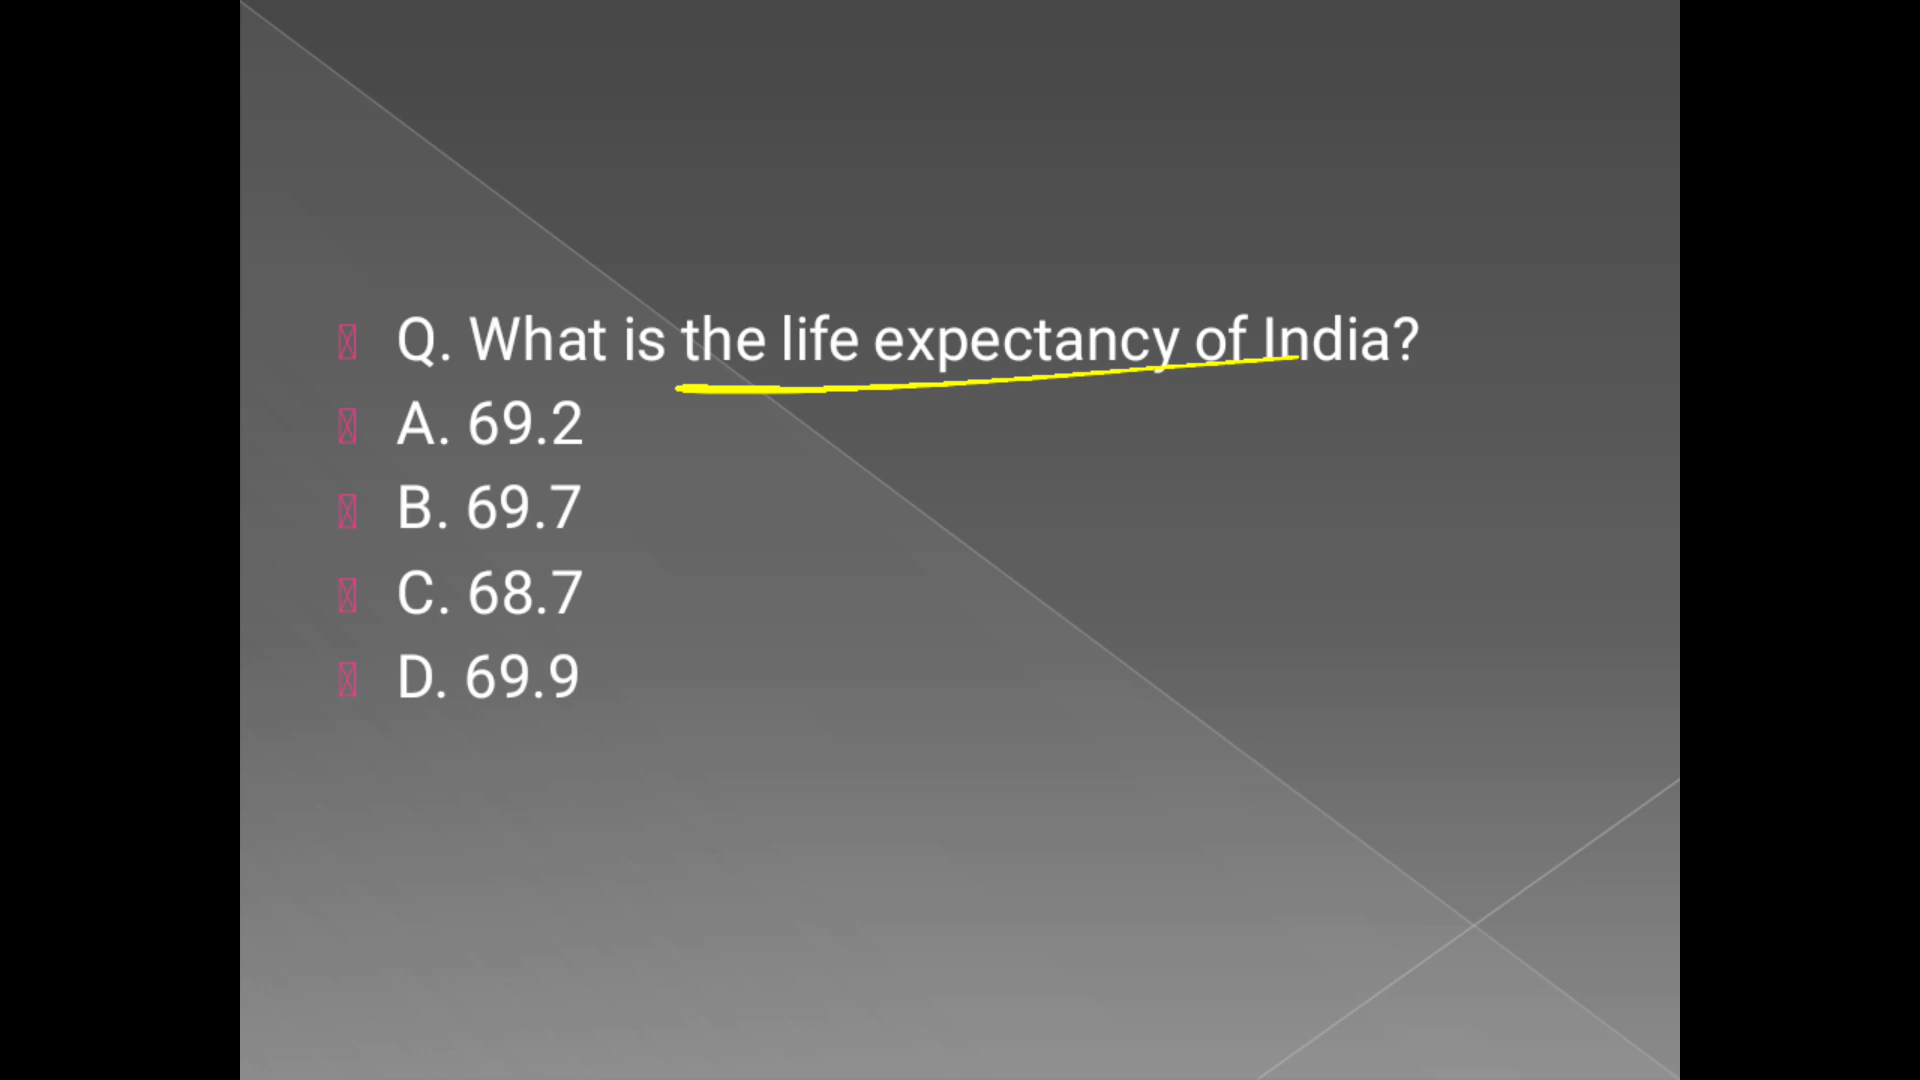 Q. What is the life expectancy of India?
A. 69.2
B. 69.7
C. 68.7
D. 69.9